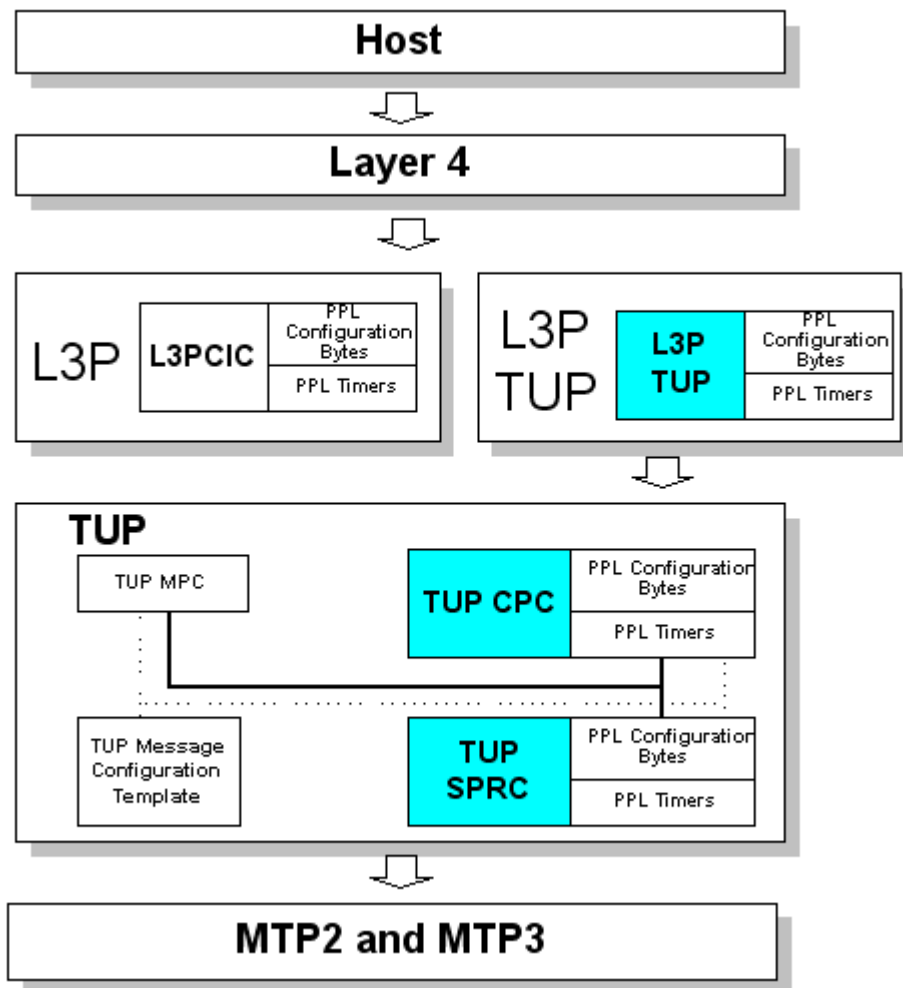 Host
Layer 4
L3P
L3PCIC
PPL
Configuration
Bytes
PPL Timers
L3P
TUP
L3P
TUP
PPL
Configuration
Bytes
PPL Timers
TUP
TUP MPC
TUP CPC
PPL Configuration
Bytes
PPL Timers
TUP Message
Configuration
Template
TUP
SPRC
PPL Configuration
Bytes
PPL Timers
MTP2 and MTP3